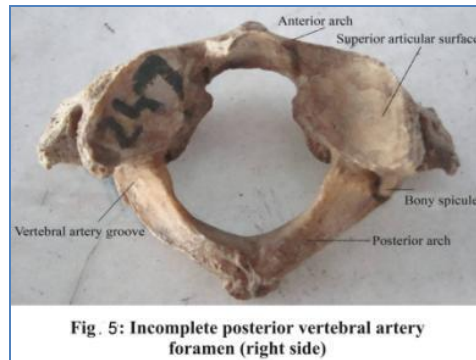 Anterior arch
Superior articular surface
247
Bony spicule
Vertebral artery groove
Posterior arch
Fig. 5: Incomplete posterior vertebral artery
foramen (right side)